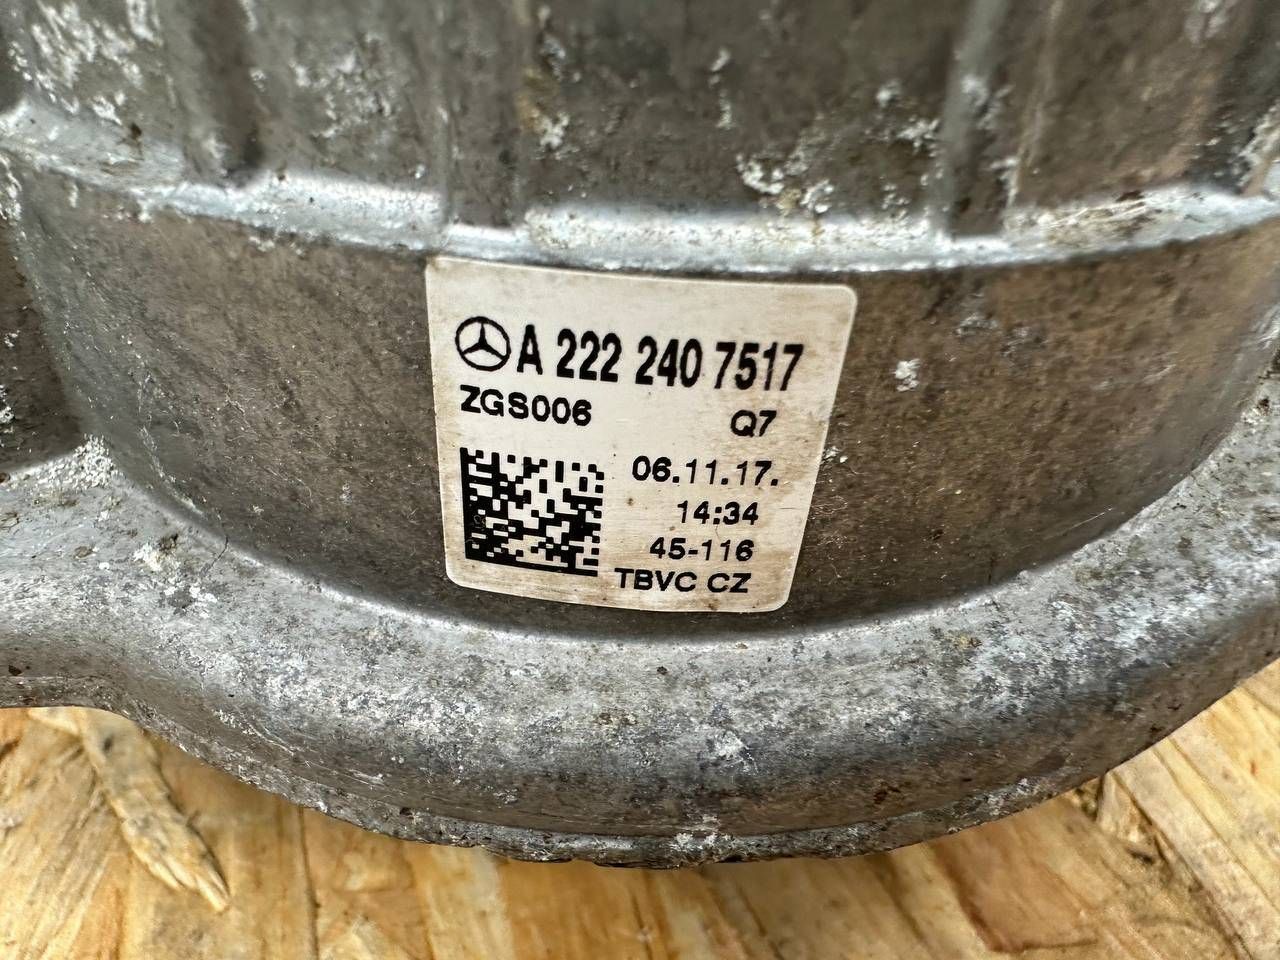 A 222 240 7517
ZGS006 Q7
06.11.17.
14:34
45-116
TBVC CZ